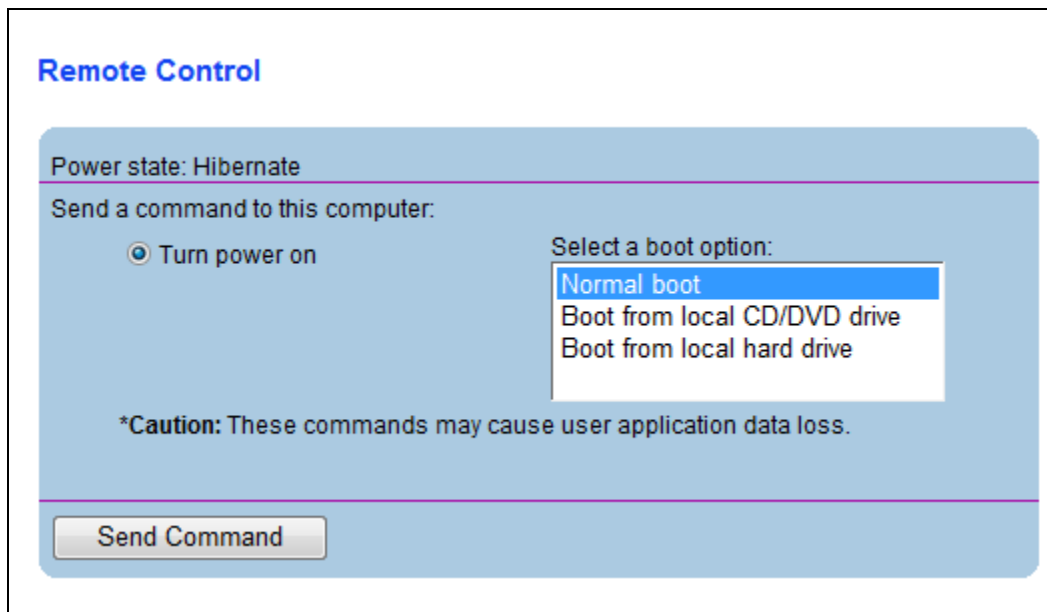 Remote Control
Power state: Hibernate
Send a command to this computer:
Turn power on
Select a boot option:
Normal boot
Boot from local CD/DVD drive
Boot from local hard drive
*Caution: These commands may cause user application data loss.
Send Command